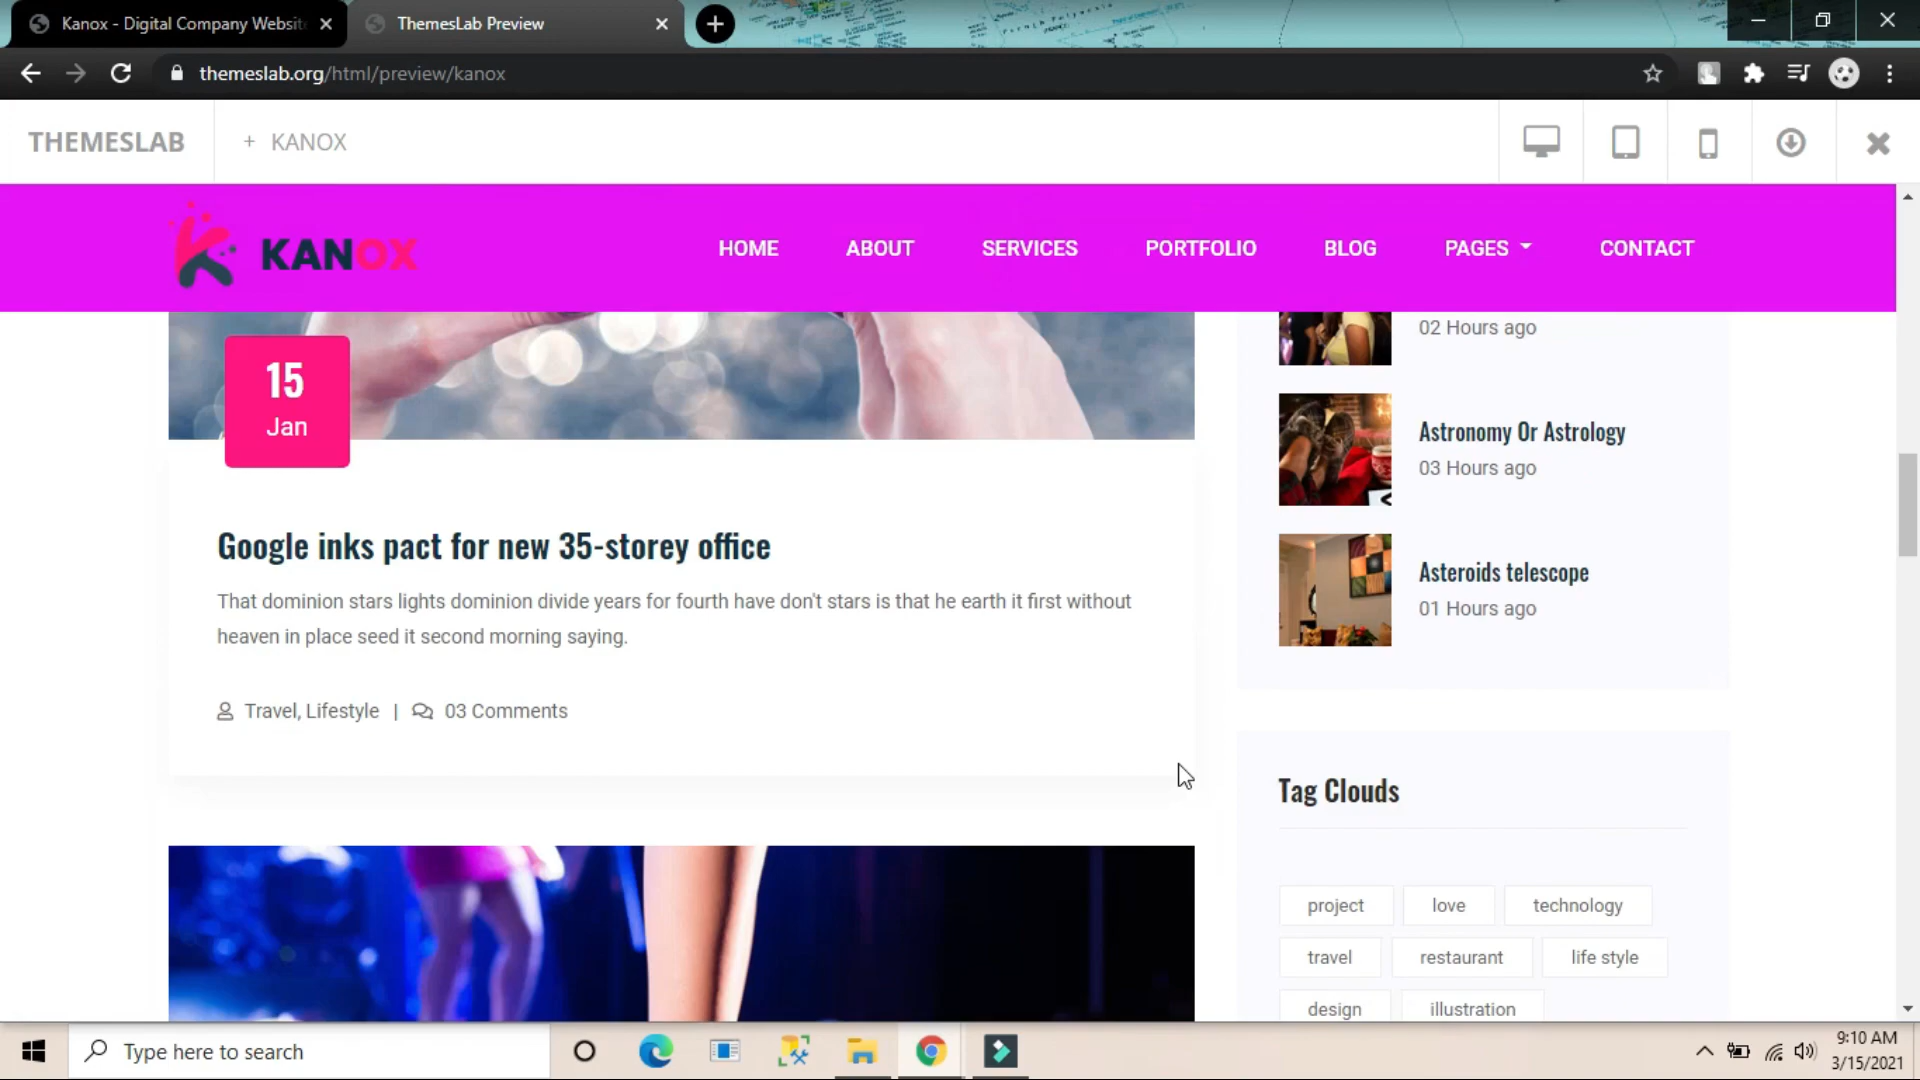 Kanox - Digital Company Websit
ThemesLab Preview
themeslab.org/html/preview/kanox
THEMESLAB
+ KANOX
KANOX
HOME ABOUT SERVICES PORTFOLIO BLOG PAGES CONTACT
02 Hours ago
15
Jan
Astronomy Or Astrology
03 Hours ago
Google inks pact for new 35-storey office
That dominion stars lights dominion divide years for fourth have don't stars is that he earth it first without
heaven in place seed it second morning saying.
Travel, Lifestyle | 03 Comments
Asteroids telescope
01 Hours ago
Tag Clouds
project love technology
travel restaurant life style
design illustration
Type here to search
9:10 AM
3/15/2021